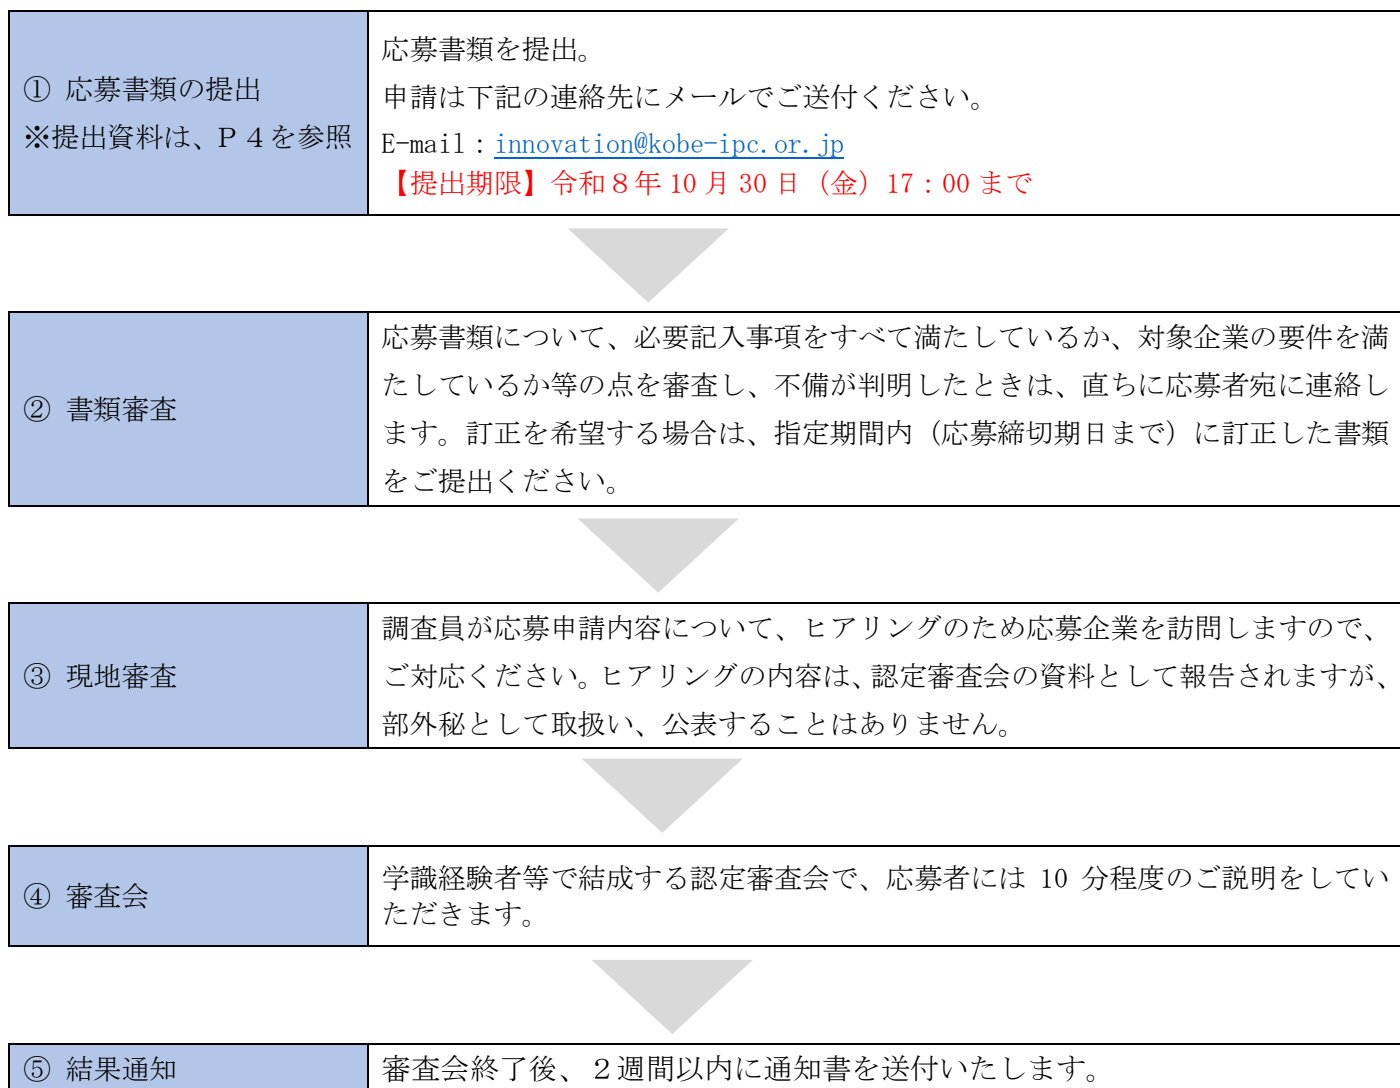 ① 応募書類の提出
※提出資料は、Ｐ４を参照
応募書類を提出。
申請は下記の連絡先にメールでご送付ください。
E-mail：innovation@kobe-ipc.or.jp
【提出期限】令和８年 10 月 30 日（金）17：00 まで
② 書類審査
応募書類について、必要記入事項をすべて満たしているか、対象企業の要件を満
たしているか等の点を審査し、不備が判明したときは、直ちに応募者宛に連絡し
ます。訂正を希望する場合は、指定期間内（応募締切期日まで）に訂正した書類
をご提出ください。
③ 現地審査
調査員が応募申請内容について、ヒアリングのため応募企業を訪問しますので、
ご対応ください。ヒアリングの内容は、認定審査会の資料として報告されますが、
部外秘として取扱い、公表することはありません。
④ 審査会
学識経験者等で結成する認定審査会で、応募者には 10 分程度のご説明をしてい
ただきます。
⑤ 結果通知
審査会終了後、２週間以内に通知書を送付いたします。